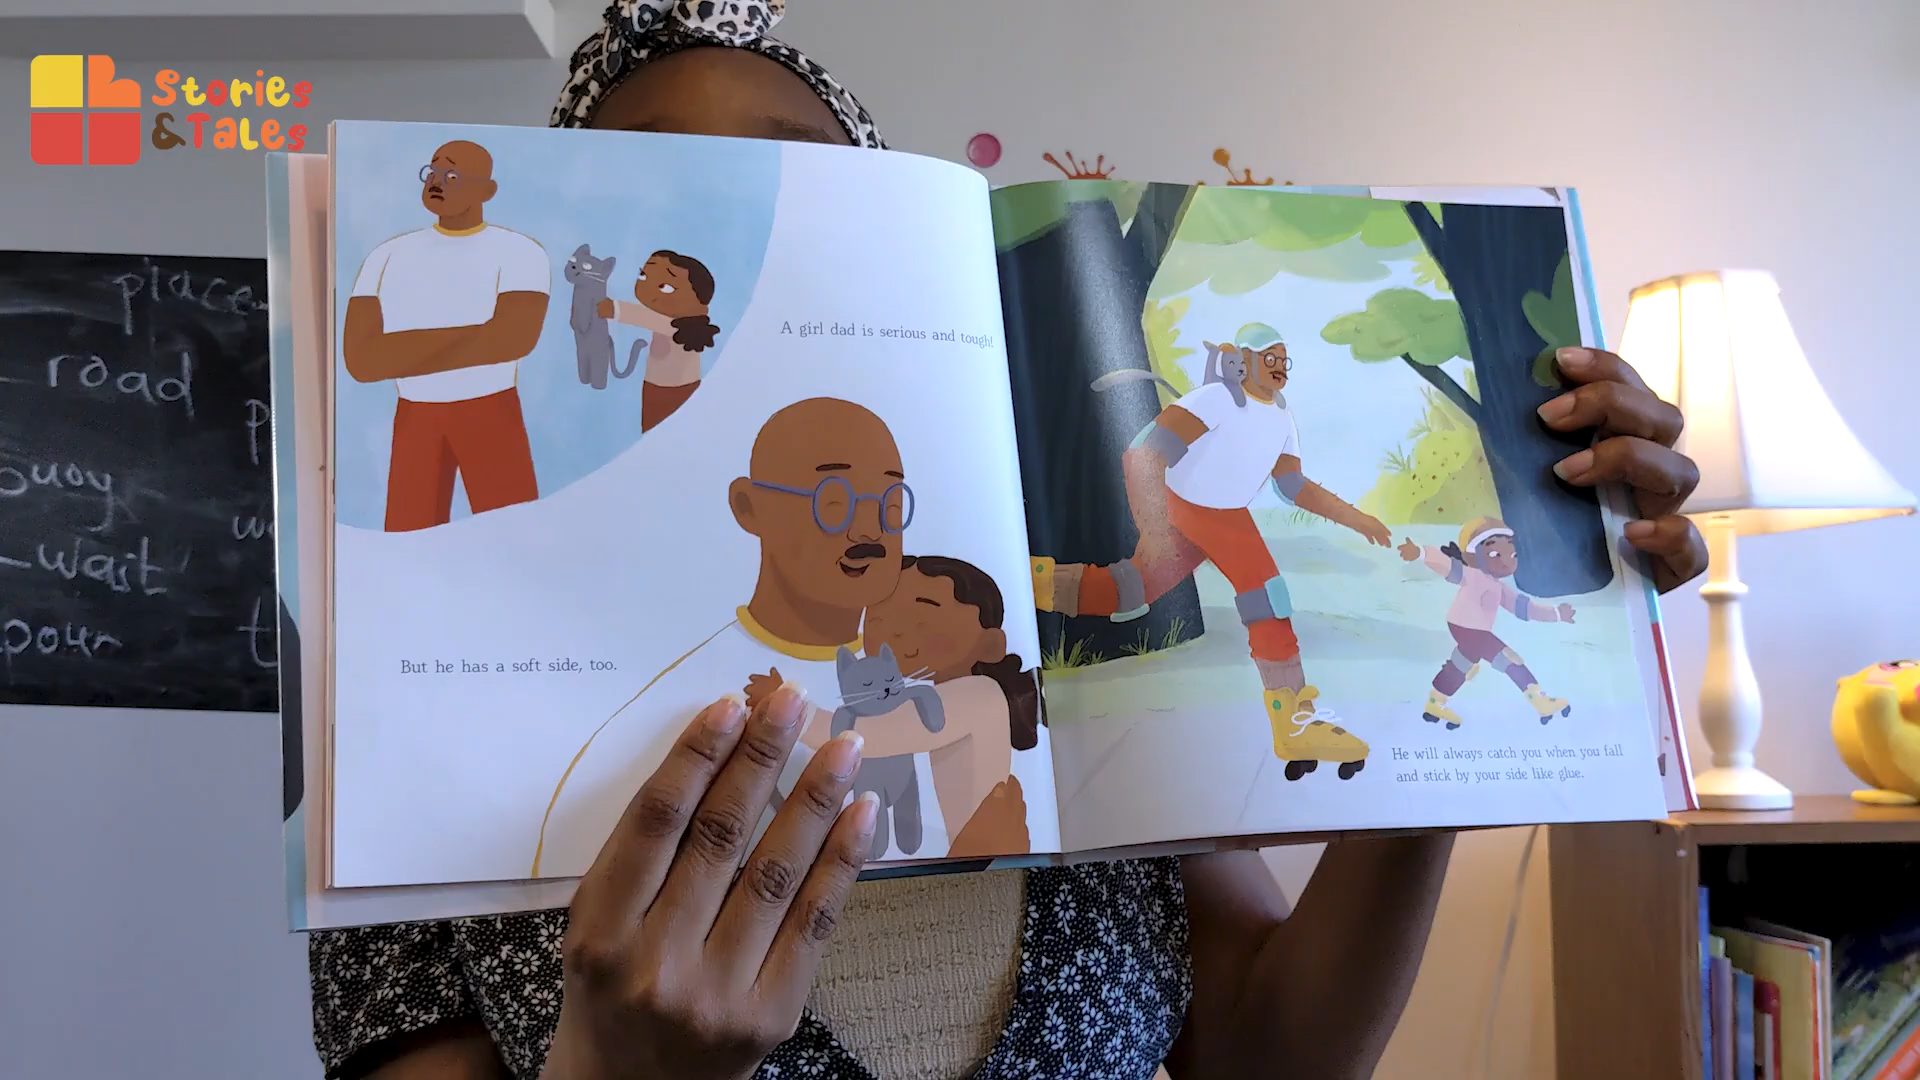 Stories
&Tales
place
road
buoy
wait
pour
A girl dad is serious and tough!
But he has a soft side, too.
He will always catch you when you fall
and stick by your side like glue.